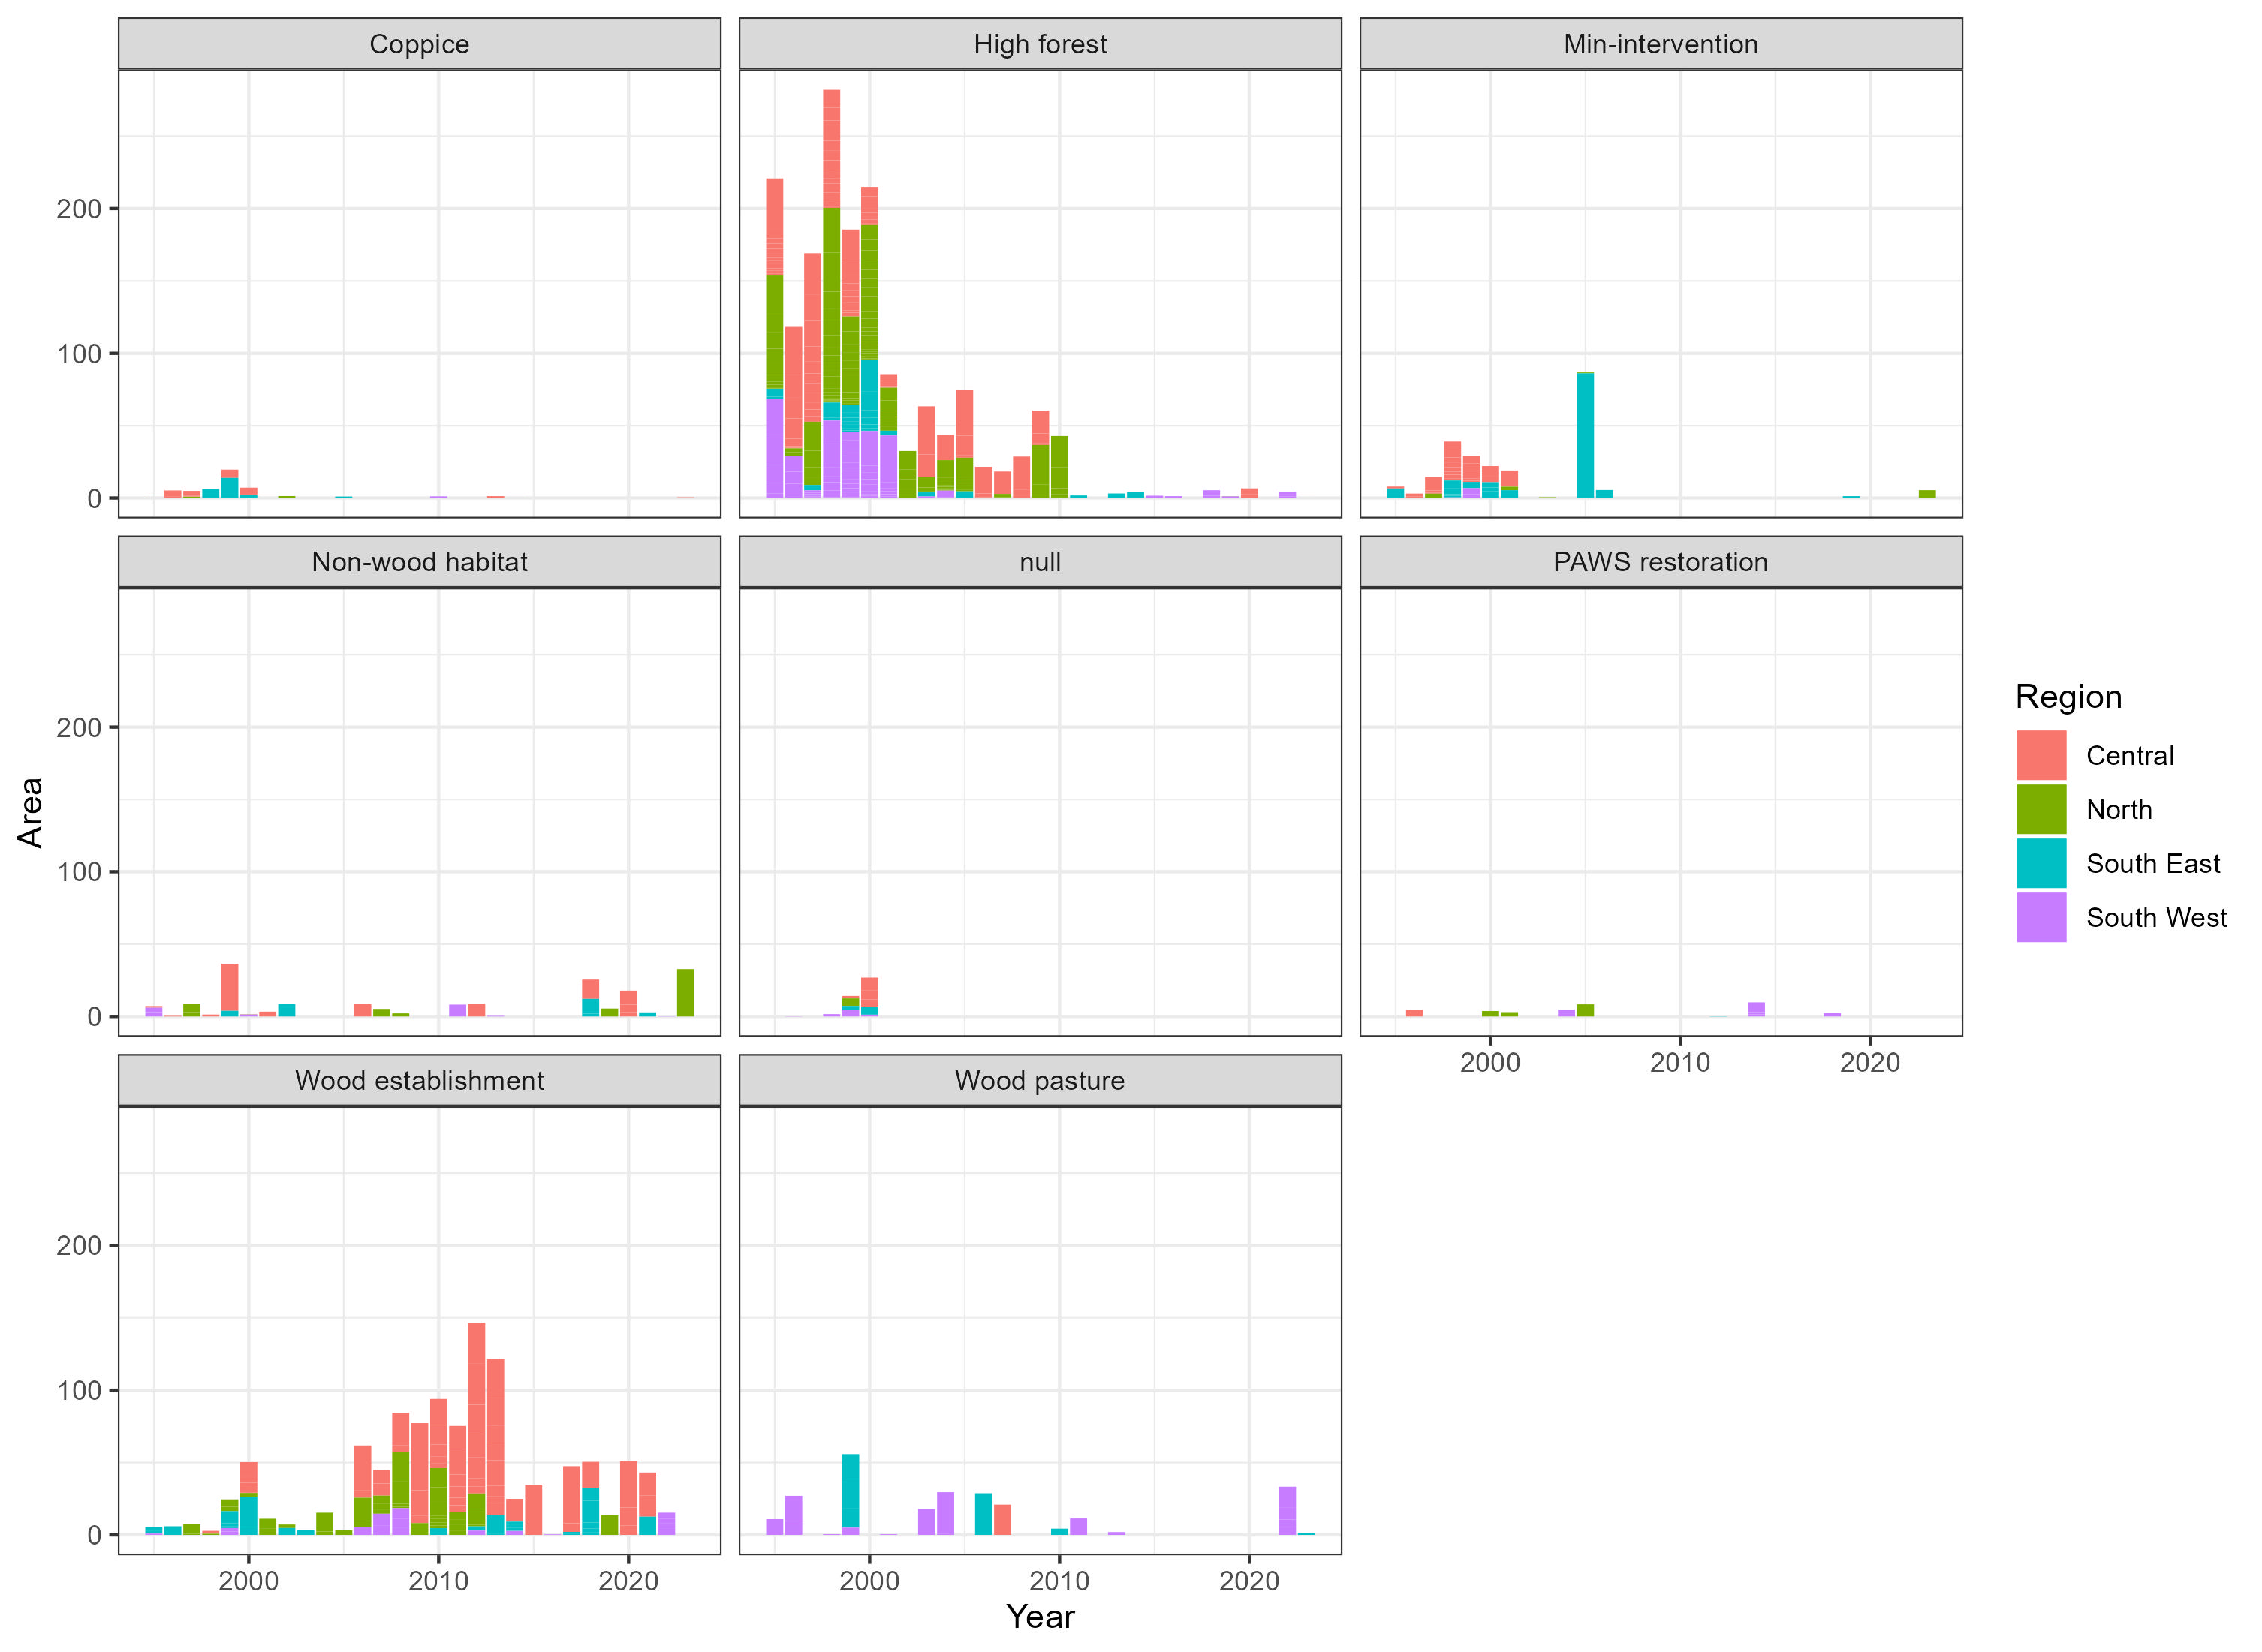 Coppice
High forest
Min-intervention
200
100
0
Non-wood habitat
null
PAWS restoration
200
100
0
2000
2010
2020
Wood establishment
Wood pasture
200
100
0
2000
2010
2020
2000
2010
2020
Year
Area
Region
Central
North
South East
South West